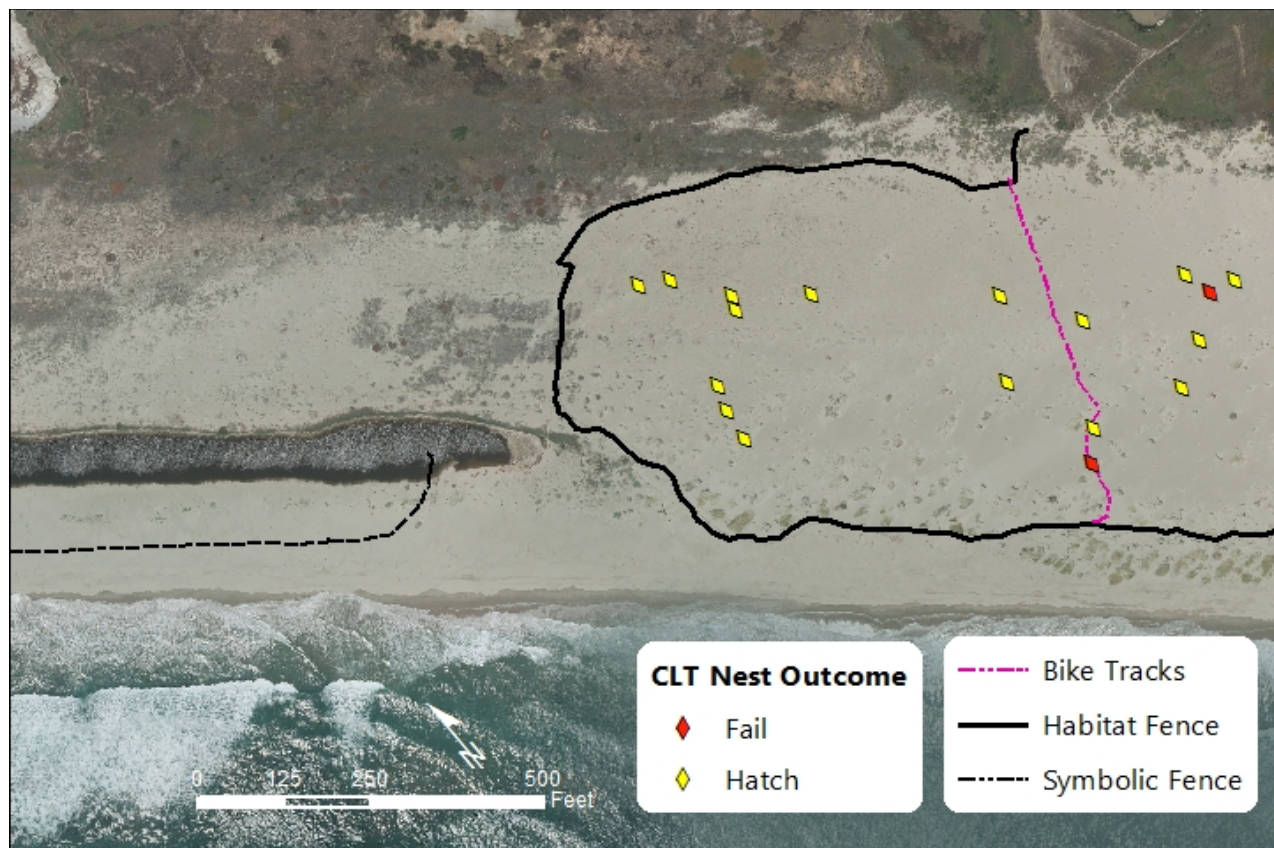 CLT Nest Outcome
Fail
Hatch
Bike Tracks
Habitat Fence
Symbolic Fence
0 125 250 500
Feet
N